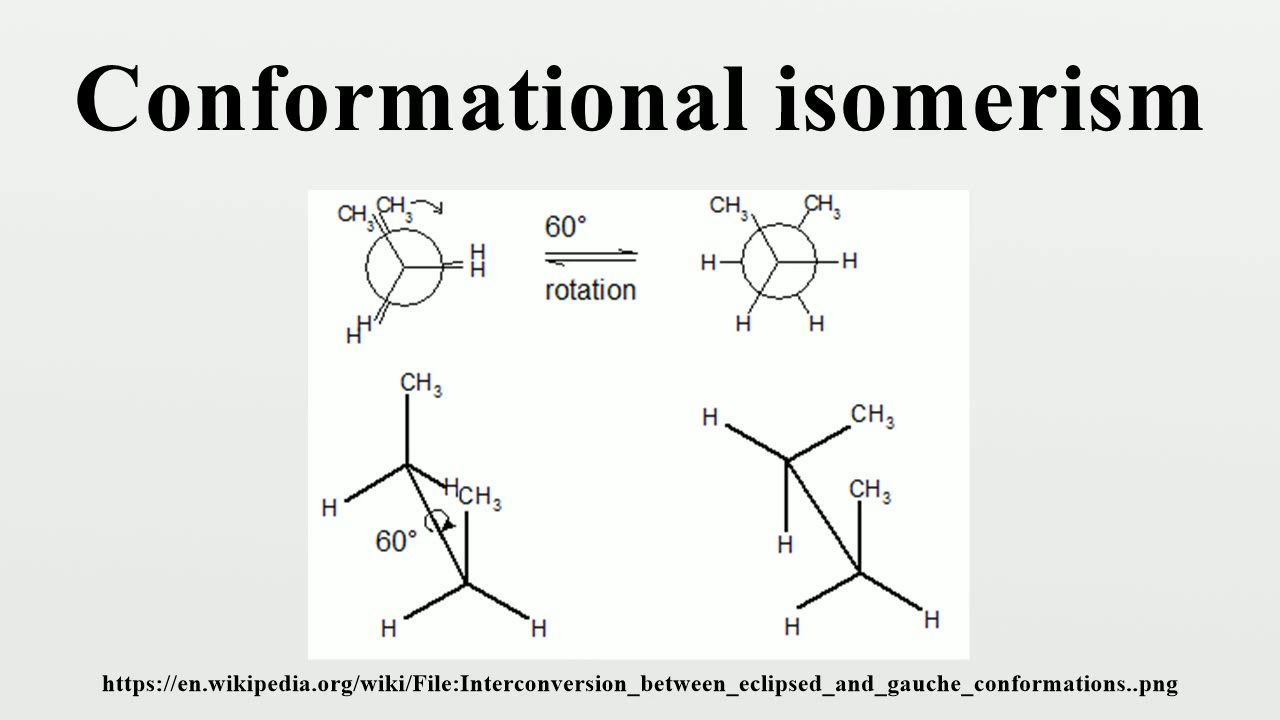 Conformational isomerism
CH₃ CH₃
H
H
H
H
60°
rotation
CH₃ CH₃
H H
H H
CH₃
H
H
CH₃
60°
H H
H CH₃
CH₃
H
H H
https://en.wikipedia.org/wiki/File:Interconversion_between_eclipsed_and_gauche_conformations..png